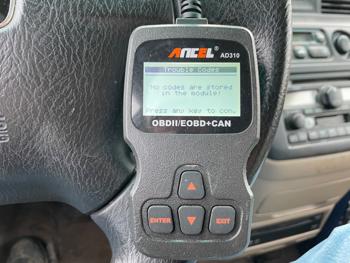 ANCEL®
AD310
Trouble Codes
No codes are stored
in the module!
Press any key to con.
OBDII/EOBD+CAN
ENTER
EXIT